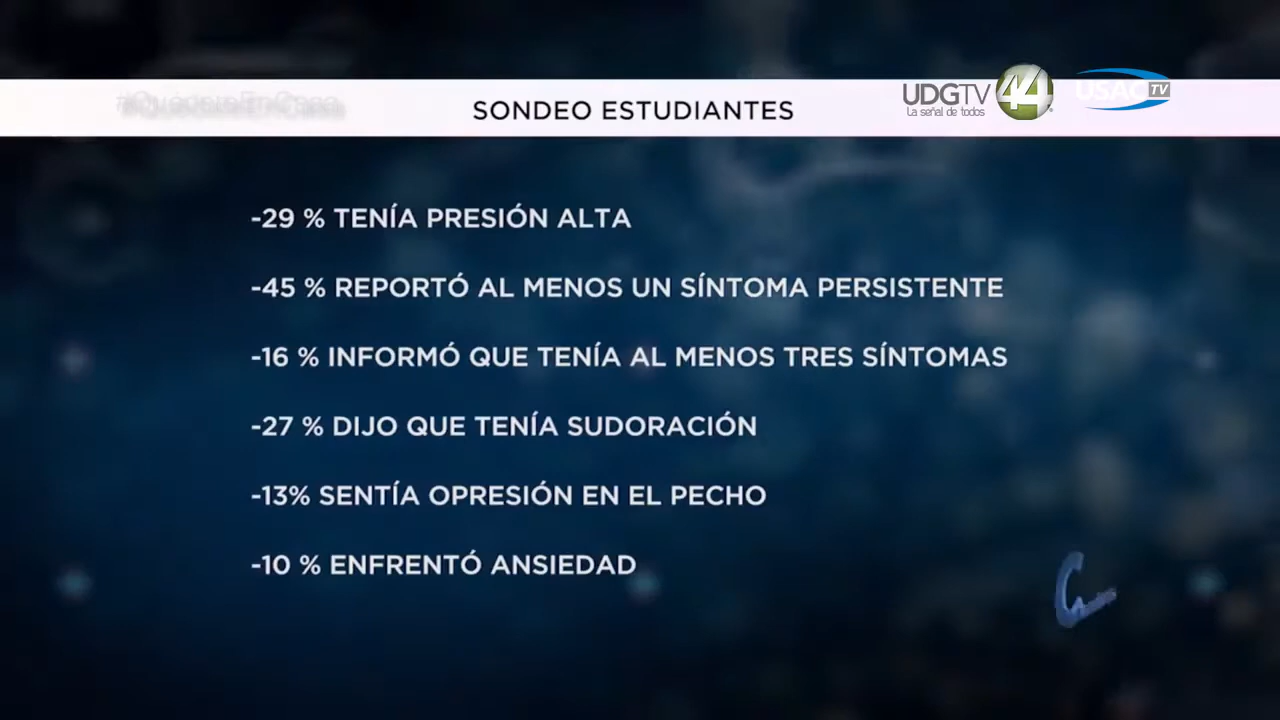 #QuédateEnCasa
SONDEO ESTUDIANTES
UDGTV 44
La señal de todos
USAC TV
-29 % TENÍA PRESIÓN ALTA
-45 % REPORTÓ AL MENOS UN SÍNTOMA PERSISTENTE
-16 % INFORMÓ QUE TENÍA AL MENOS TRES SÍNTOMAS
-27 % DIJO QUE TENÍA SUDORACIÓN
-13% SENTÍA OPRESIÓN EN EL PECHO
-10 % ENFRENTÓ ANSIEDAD